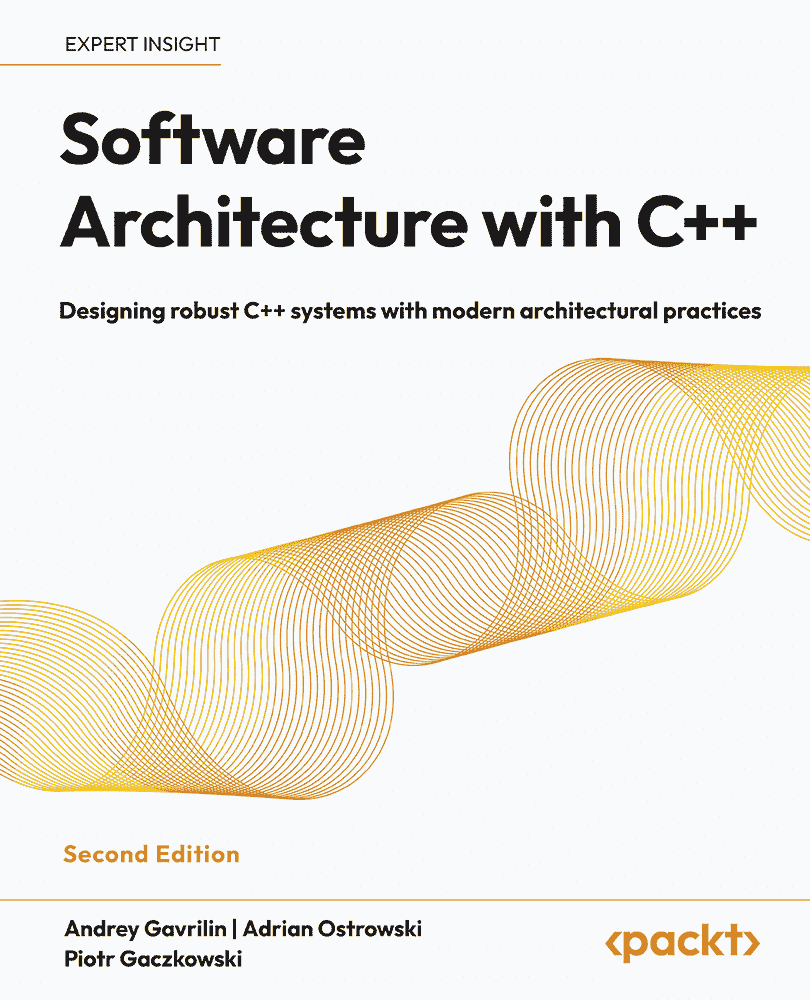 EXPERT INSIGHT
Software
Architecture with C++
Designing robust C++ systems with modern architectural practices
Second Edition
Andrey Gavrilin | Adrian Ostrowski
Piotr Gaczkowski
<packt>